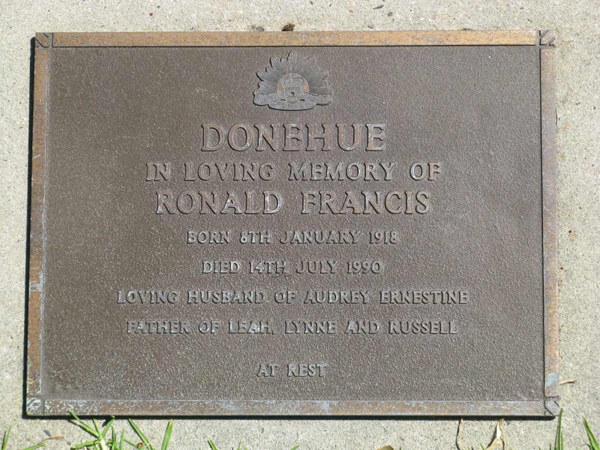 DONEHUE
IN LOVING MEMORY OF
RONALD FRANCIS
BORN 6TH JANUARY 1918
DIED 14TH JULY 1990
LOVING HUSBAND OF AUDREY ERNESTINE
FATHER OF LEAH, LYNNE AND RUSSELL
AT REST